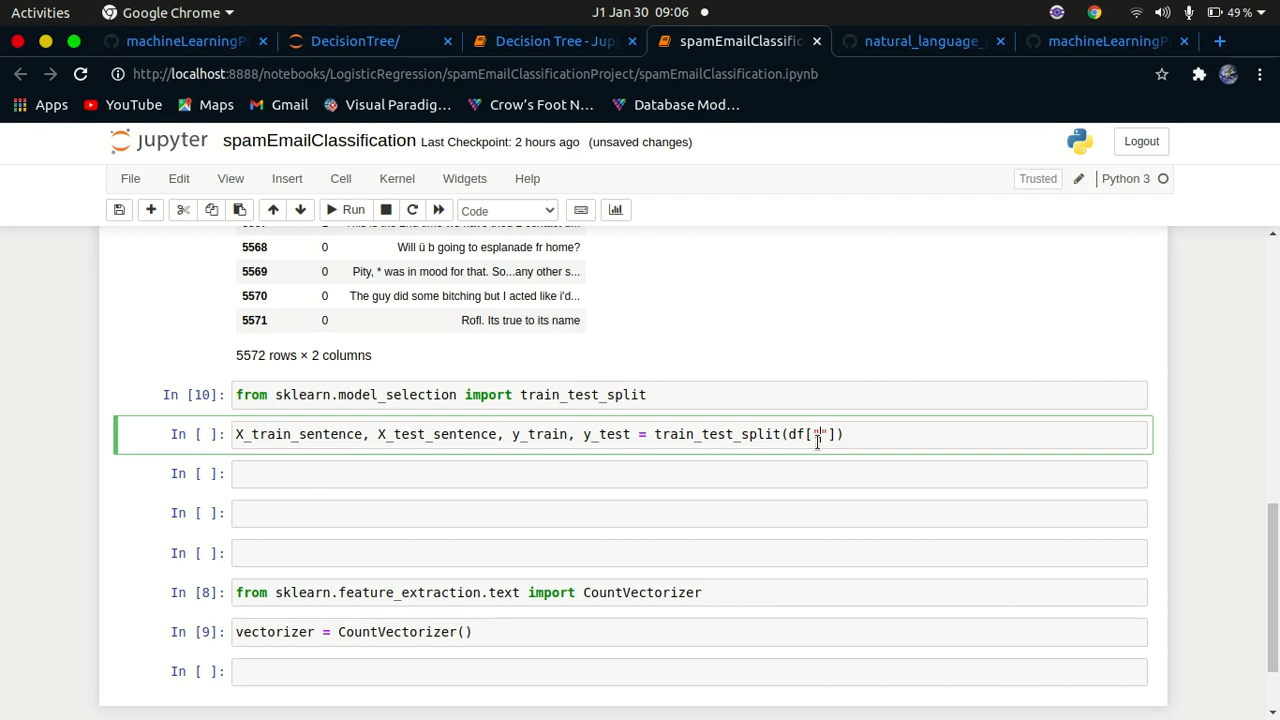 Activities Google Chrome J1 Jan 30 09:06 49 %
machineLearningP DecisionTree/ Decision Tree - Jup spamEmailClassific natural_language_ machineLearningP
http://localhost:8888/notebooks/LogisticRegression/spamEmailClassificationProject/spamEmailClassification.ipynb
Apps YouTube Maps Gmail Visual Paradig... Crow's Foot N... Database Mod...
jupyter spamEmailClassification Last Checkpoint: 2 hours ago (unsaved changes) Logout
File Edit View Insert Cell Kernel Widgets Help Trusted Python 3
Run Code
5568 0 Will ü b going to esplanade fr home?
5569 0 Pity, * was in mood for that. So...any other s...
5570 0 The guy did some bitching but I acted like i'd...
5571 0 Rofl. Its true to its name
5572 rows × 2 columns
In [10]: from sklearn.model_selection import train_test_split
In [ ]: X_train_sentence, X_test_sentence, y_train, y_test = train_test_split(df[""])
In [ ]:
In [ ]:
In [ ]:
In [8]: from sklearn.feature_extraction.text import CountVectorizer
In [9]: vectorizer = CountVectorizer()
In [ ]: